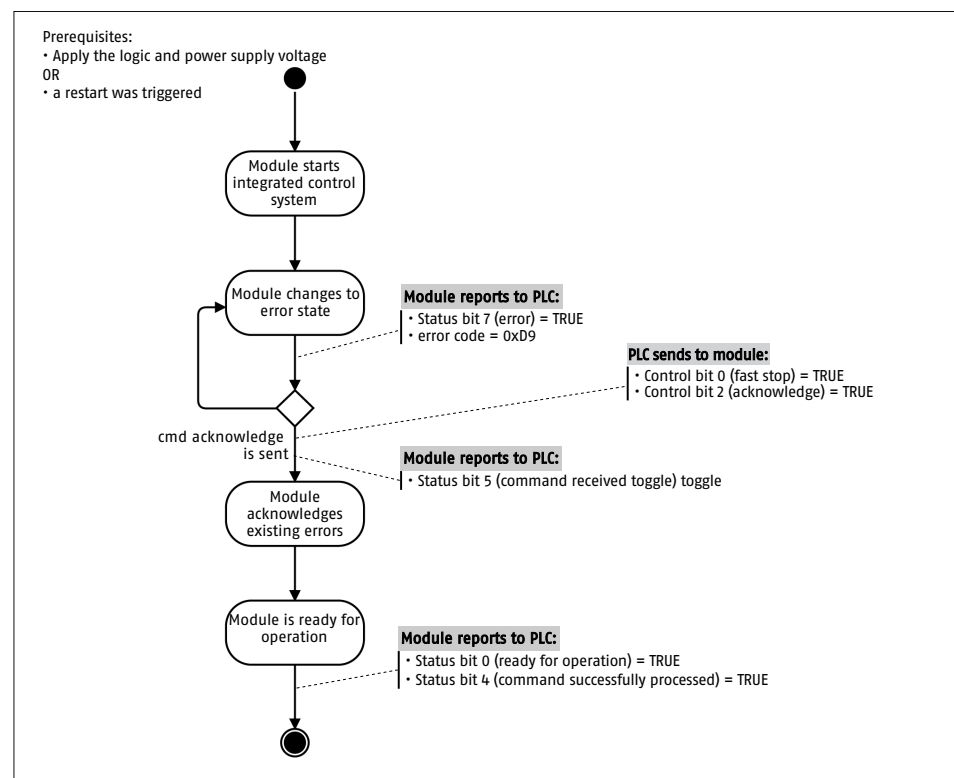 Prerequisites:
• Apply the logic and power supply voltage
OR
• a restart was triggered
Module starts
integrated control
system
Module changes to
error state
Module reports to PLC:
• Status bit 7 (error) = TRUE
• error code = 0xD9
PLC sends to module:
• Control bit 0 (fast stop) = TRUE
• Control bit 2 (acknowledge) = TRUE
cmd acknowledge
is sent
Module reports to PLC:
• Status bit 5 (command received toggle) toggle
Module
acknowledges
existing errors
Module is ready for
operation
Module reports to PLC:
• Status bit 0 (ready for operation) = TRUE
• Status bit 4 (command successfully processed) = TRUE